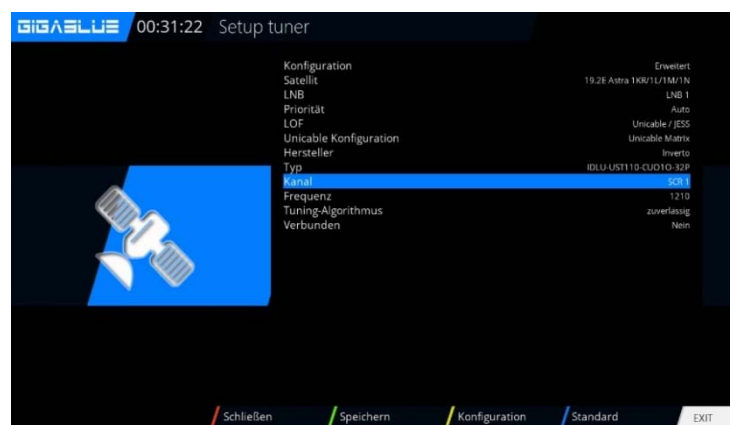 GIGABLUE 00:31:22 Setup tuner
Konfiguration Erweitert
Satellit 19.2E Astra 1KR/1L/1M/1N
LNB LNB 1
Priorität Auto
LOF Unicable / JESS
Unicable Konfiguration Unicable Matrix
Hersteller Inverto
Typ IDLU-UST110-CUO1O-32P
Kanal SCR 1
Frequenz 1210
Tuning-Algorithmus zuverlässig
Verbunden Nein
Schließen Speichern Konfiguration Standard EXIT